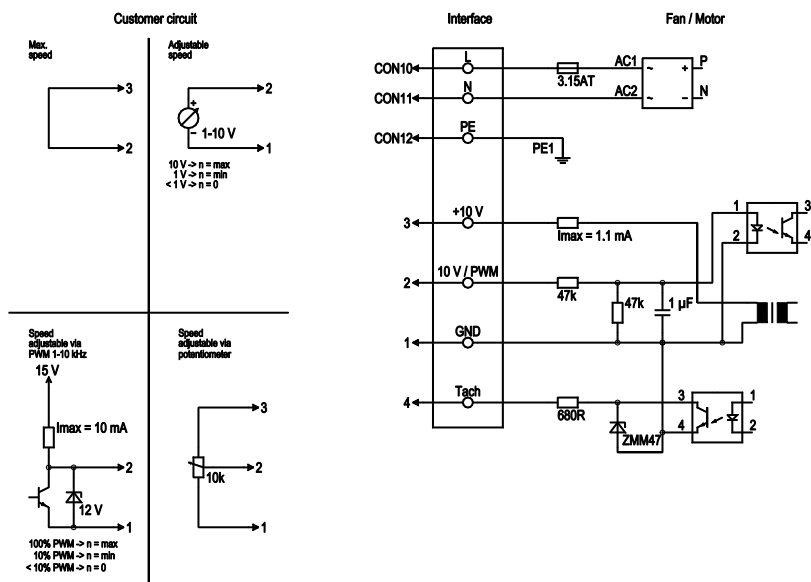 Customer circuit
Interface
Fan / Motor
Max.
speed
3
2
Adjustable
speed
2
+
1-10 V
−
1
10 V -> n = max
1 V -> n = min
< 1 V -> n = 0
Speed
adjustable via
PWM 1-10 kHz
15 V
Imax = 10 mA
2
12 V
1
100% PWM -> n = max
10% PWM -> n = min
< 10% PWM -> n = 0
Speed
adjustable via
potentiometer
3
2
10k
1
L
CON10
3.15AT
AC1
~
+
P
N
CON11
AC2
~
−
N
PE
CON12
PE1
+10 V
3
Imax = 1.1 mA
1
2
3
4
10 V / PWM
2
47k
47k
1 µF
GND
1
Tach
4
680R
ZMM47
3
4
1
2